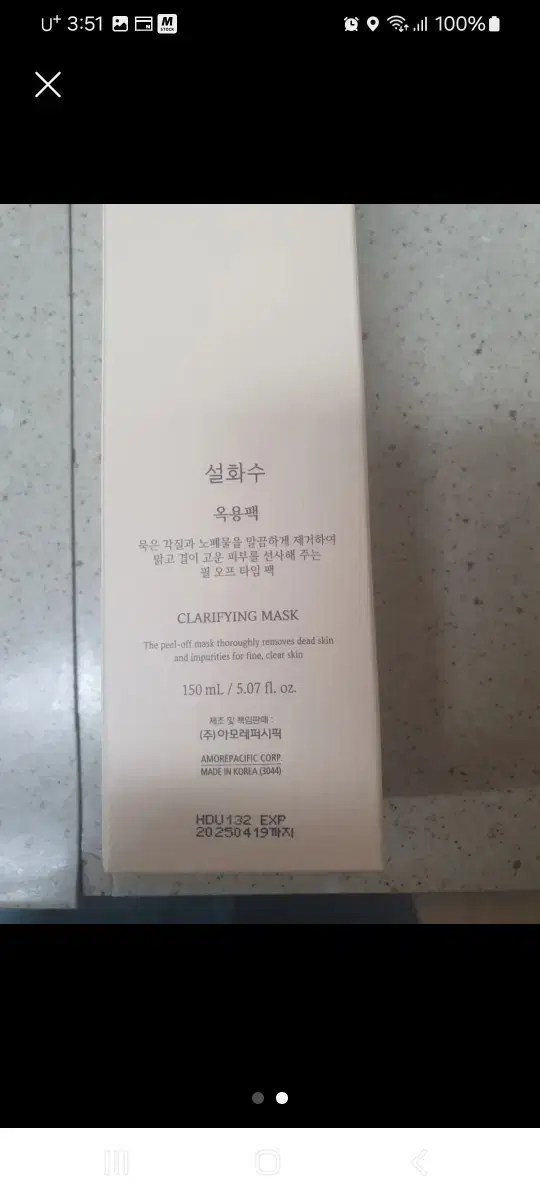 U+ 3:51 M STOCK 100%
설화수
옥용팩
묵은 각질과 노폐물을 말끔하게 제거하여
맑고 결이 고운 피부를 선사해 주는
필 오프 타입 팩
CLARIFYING MASK
The peel-off mask thoroughly removes dead skin
and impurities for fine, clear skin
150 mL / 5.07 fl. oz.
제조 및 책임판매 :
(주)아모레퍼시픽
AMOREPACIFIC CORP.
MADE IN KOREA (3044)
HDU132 EXP
20250419까지